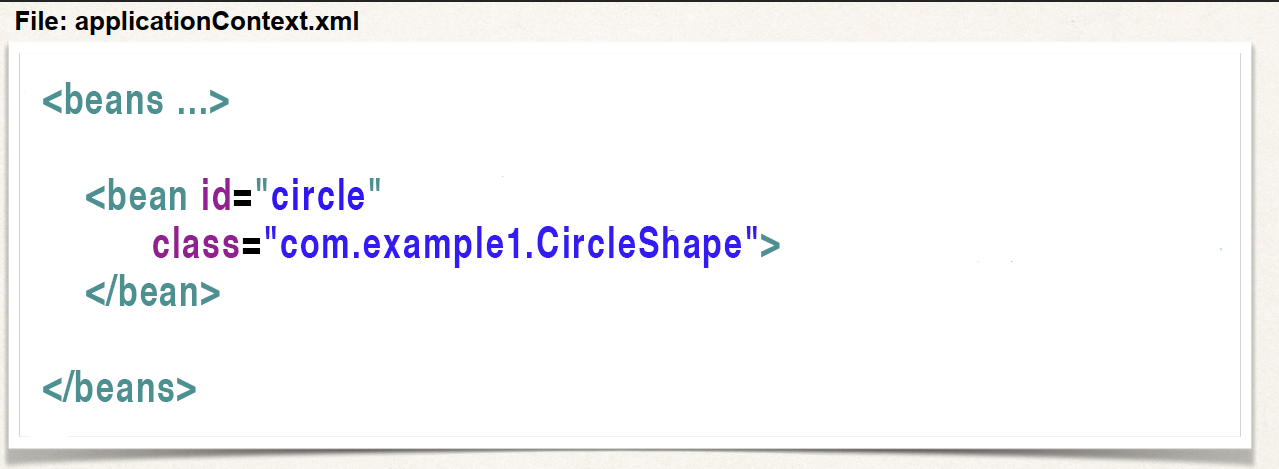 File: applicationContext.xml
<beans ...>
<bean id="circle"
class="com.example1.CircleShape">
</bean>
</beans>